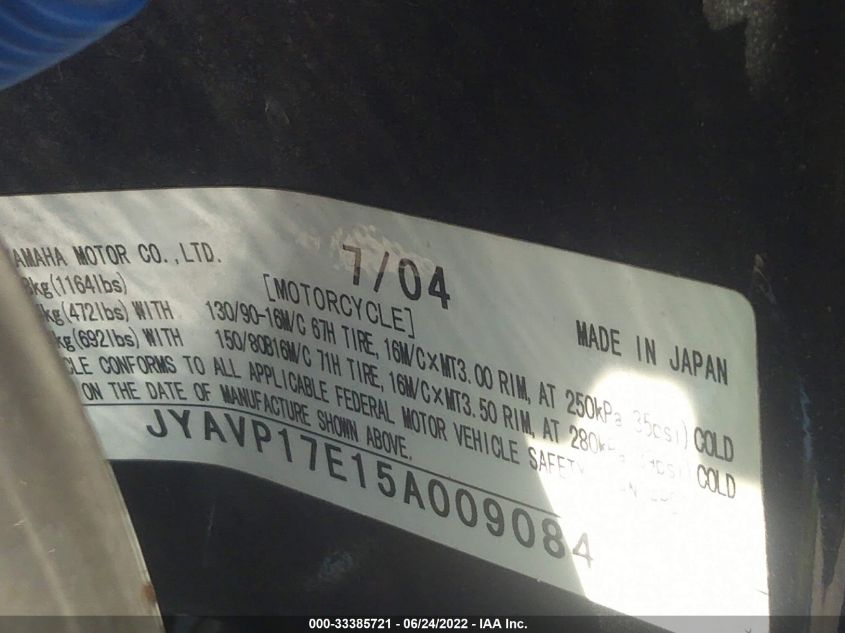 YAMAHA MOTOR CO.,LTD.
7/04
MADE IN JAPAN
kg(1164lbs)
[MOTORCYCLE]
kg(472lbs) WITH 130/90-16M/C 67H TIRE, 16M/C×MT3.00 RIM, AT 250kPa (36psi) COLD
kg(692lbs) WITH 150/80B16M/C 71H TIRE, 16M/C×MT3.50 RIM, AT 280kPa COLD
CLE CONFORMS TO ALL APPLICABLE FEDERAL MOTOR VEHICLE SAFETY
ON THE DATE OF MANUFACTURE SHOWN ABOVE.
JYAVP17E15A009084
000-33385721 - 06/24/2022 - IAA Inc.